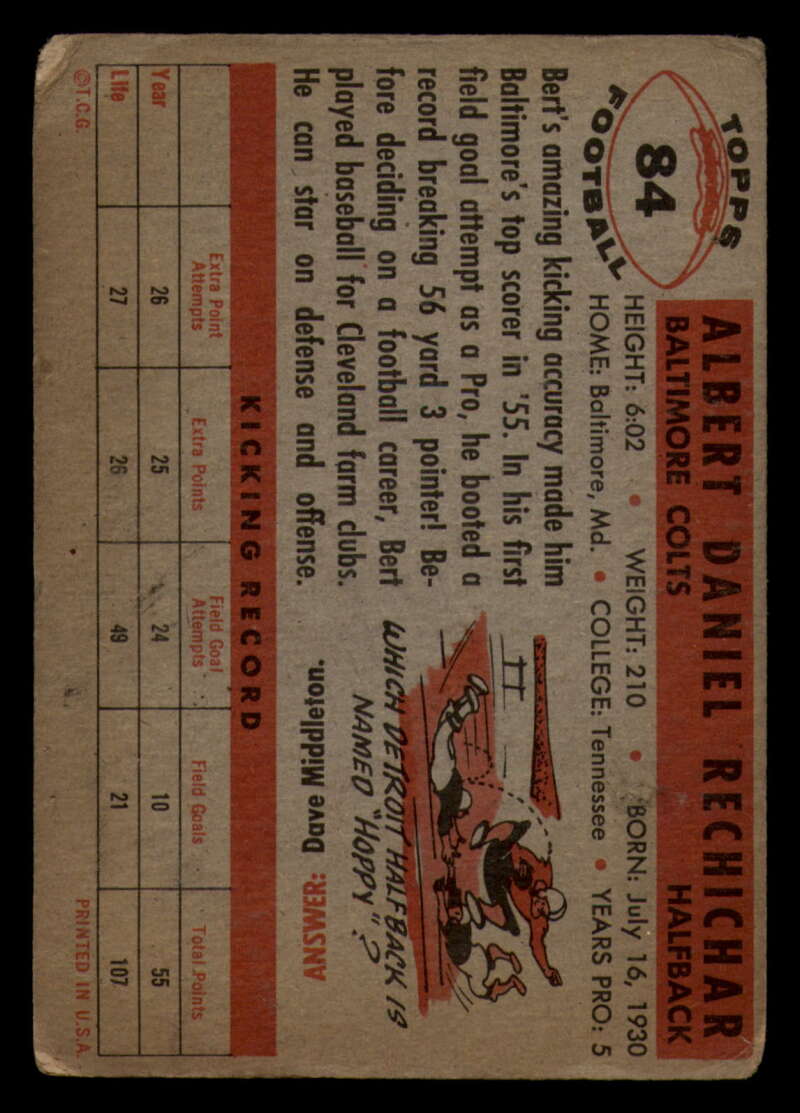 TOPPS
84
FOOTBALL
ALBERT DANIEL RECHICHAR
BALTIMORE COLTS HALFBACK
HEIGHT: 6:02 • WEIGHT: 210 • BORN: July 16, 1930
HOME: Baltimore, Md. • COLLEGE: Tennessee • YEARS PRO: 5
Bert's amazing kicking accuracy made him
Baltimore's top scorer in '55. In his first
field goal attempt as a Pro, he booted a
record breaking 56 yard 3 pointer! Be-
fore deciding on a football career, Bert
played baseball for Cleveland farm clubs.
He can star on defense and offense.
WHICH DETROIT HALFBACK IS
NAMED "HOPPY"?
ANSWER: Dave Middleton.
KICKING RECORD
Extra Point Attempts Extra Points Field Goal Attempts Field Goals Total Points
Year 26 25 24 10 55
Life 27 26 49 21 107
©T.C.G. PRINTED IN U.S.A.